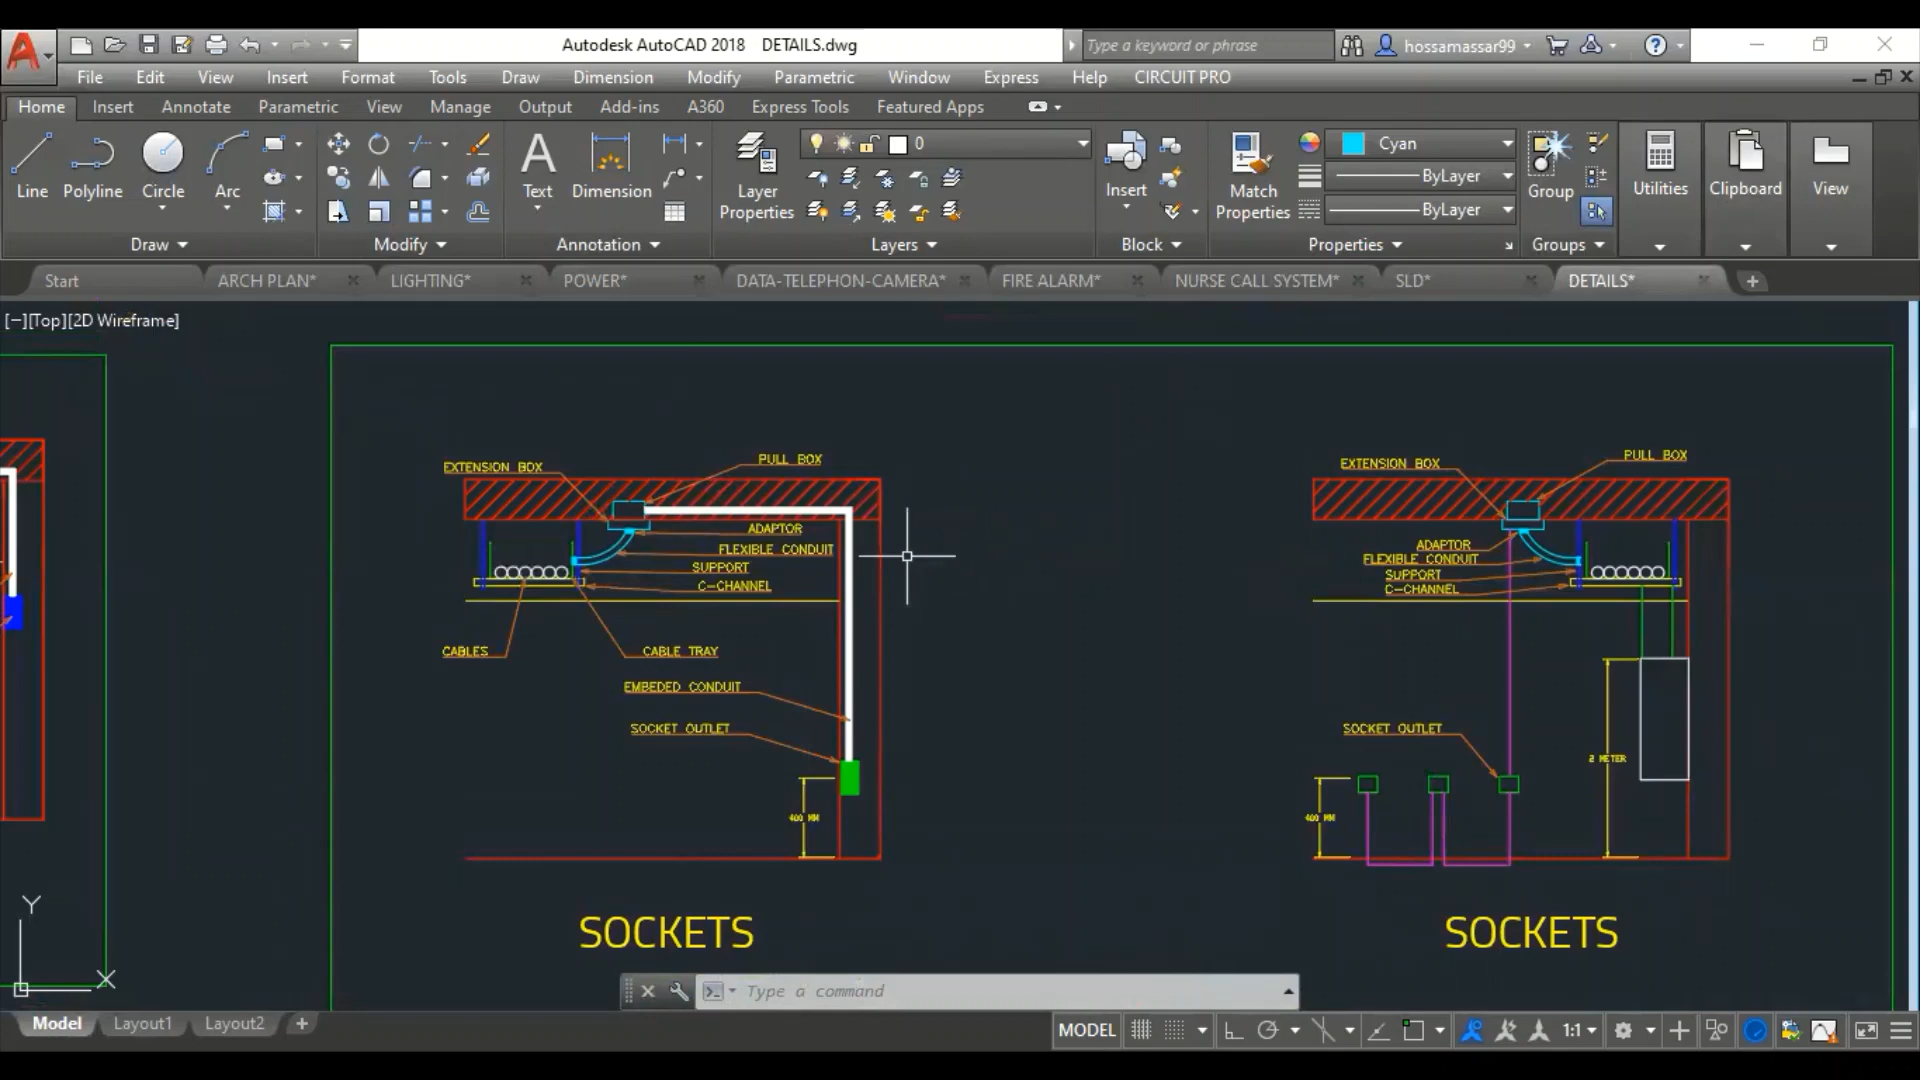 Autodesk AutoCAD 2018 DETAILS.dwg
Type a keyword or phrase
hossamassar99
File Edit View Insert Format Tools Draw Dimension Modify Parametric Window Express Help CIRCUIT PRO
Home Insert Annotate Parametric View Manage Output Add-ins A360 Express Tools Featured Apps
0
Cyan
ByLayer
ByLayer
Line Polyline Circle Arc
Text Dimension
Layer
Properties
Insert
Match
Properties
Group
Utilities Clipboard View
Draw Modify Annotation Layers Block Properties Groups
Start ARCH PLAN* LIGHTING* POWER* DATA-TELEPHON-CAMERA* FIRE ALARM* NURSE CALL SYSTEM* SLD* DETAILS*
[−][Top][2D Wireframe]
EXTENSION BOX
PULL BOX
ADAPTOR
FLEXIBLE CONDUIT
SUPPORT
C-CHANNEL
CABLES
CABLE TRAY
EMBEDED CONDUIT
SOCKET OUTLET
400 MM
SOCKETS
EXTENSION BOX
PULL BOX
ADAPTOR
FLEXIBLE CONDUIT
SUPPORT
C-CHANNEL
SOCKET OUTLET
2 METER
400 MM
SOCKETS
Y
X
Type a command
Model Layout1 Layout2
MODEL
1:1